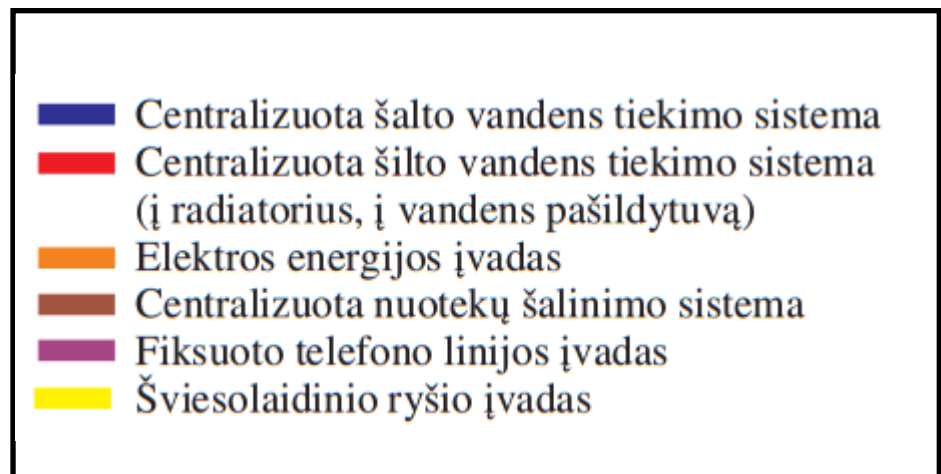 Centralizuota šalto vandens tiekimo sistema
Centralizuota šilto vandens tiekimo sistema
(į radiatorius, į vandens pašildytuvą)
Elektros energijos įvadas
Centralizuota nuotekų šalinimo sistema
Fiksuoto telefono linijos įvadas
Šviesolaidinio ryšio įvadas